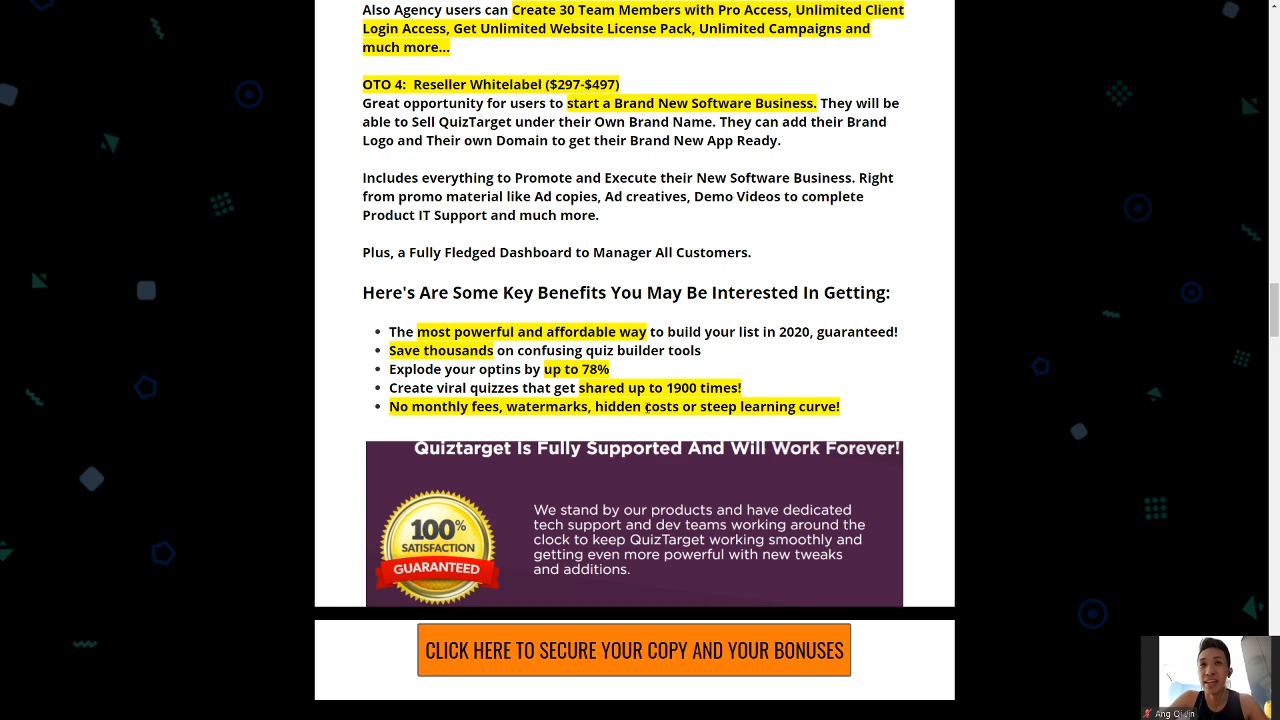 Also Agency users can Create 30 Team Members with Pro Access, Unlimited Client
Login Access, Get Unlimited Website License Pack, Unlimited Campaigns and
much more...
OTO 4:  Reseller Whitelabel ($297-$497)
Great opportunity for users to start a Brand New Software Business. They will be
able to Sell QuizTarget under their Own Brand Name. They can add their Brand
Logo and Their own Domain to get their Brand New App Ready.
Includes everything to Promote and Execute their New Software Business. Right
from promo material like Ad copies, Ad creatives, Demo Videos to complete
Product IT Support and much more.
Plus, a Fully Fledged Dashboard to Manager All Customers.
Here's Are Some Key Benefits You May Be Interested In Getting:
The most powerful and affordable way to build your list in 2020, guaranteed!
Save thousands on confusing quiz builder tools
Explode your optins by up to 78%
Create viral quizzes that get shared up to 1900 times!
No monthly fees, watermarks, hidden costs or steep learning curve!
Quiztarget Is Fully Supported And Will Work Forever!
100%
SATISFACTION
GUARANTEED
We stand by our products and have dedicated
tech support and dev teams working around the
clock to keep QuizTarget working smoothly and
getting even more powerful with new tweaks
and additions.
CLICK HERE TO SECURE YOUR COPY AND YOUR BONUSES
Ang Qi